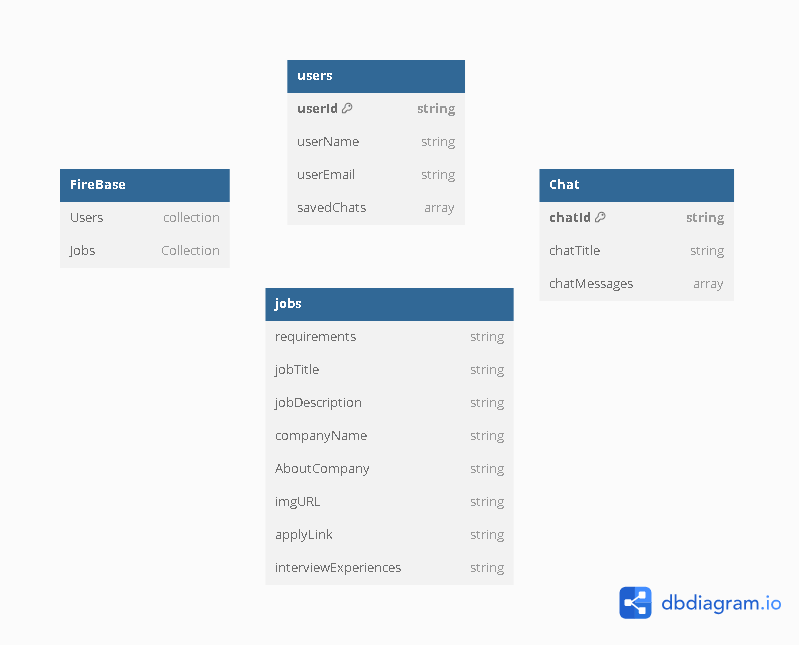 users
userId string
userName string
userEmail string
savedChats array
FireBase
Users collection
Jobs Collection
Chat
chatId string
chatTitle string
chatMessages array
jobs
requirements string
jobTitle string
jobDescription string
companyName string
AboutCompany string
imgURL string
applyLink string
interviewExperiences string
dbdiagram.io